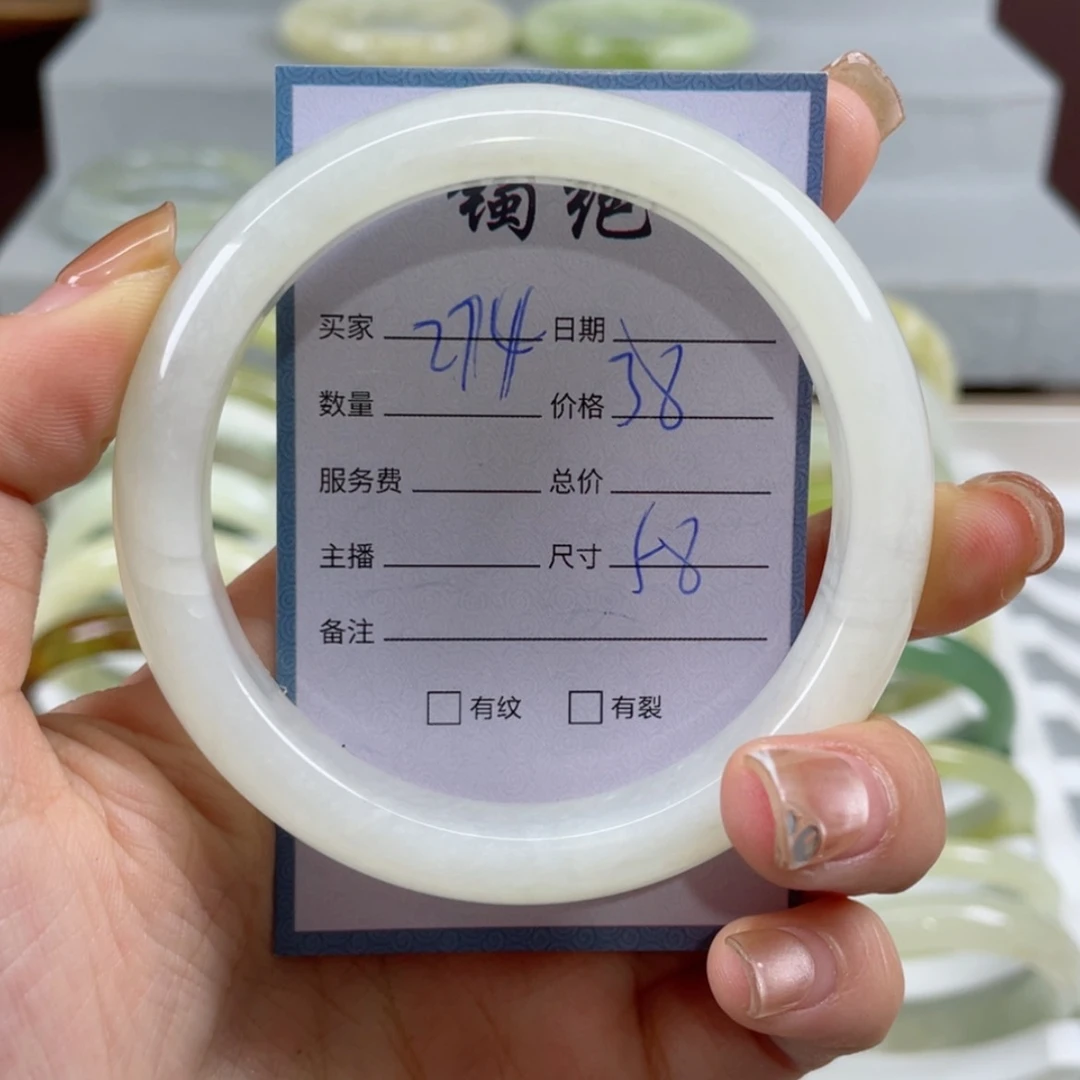 买家 274 日期
数量 价格 38
服务费 总价
主播 尺寸 58
备注
有纹 有裂